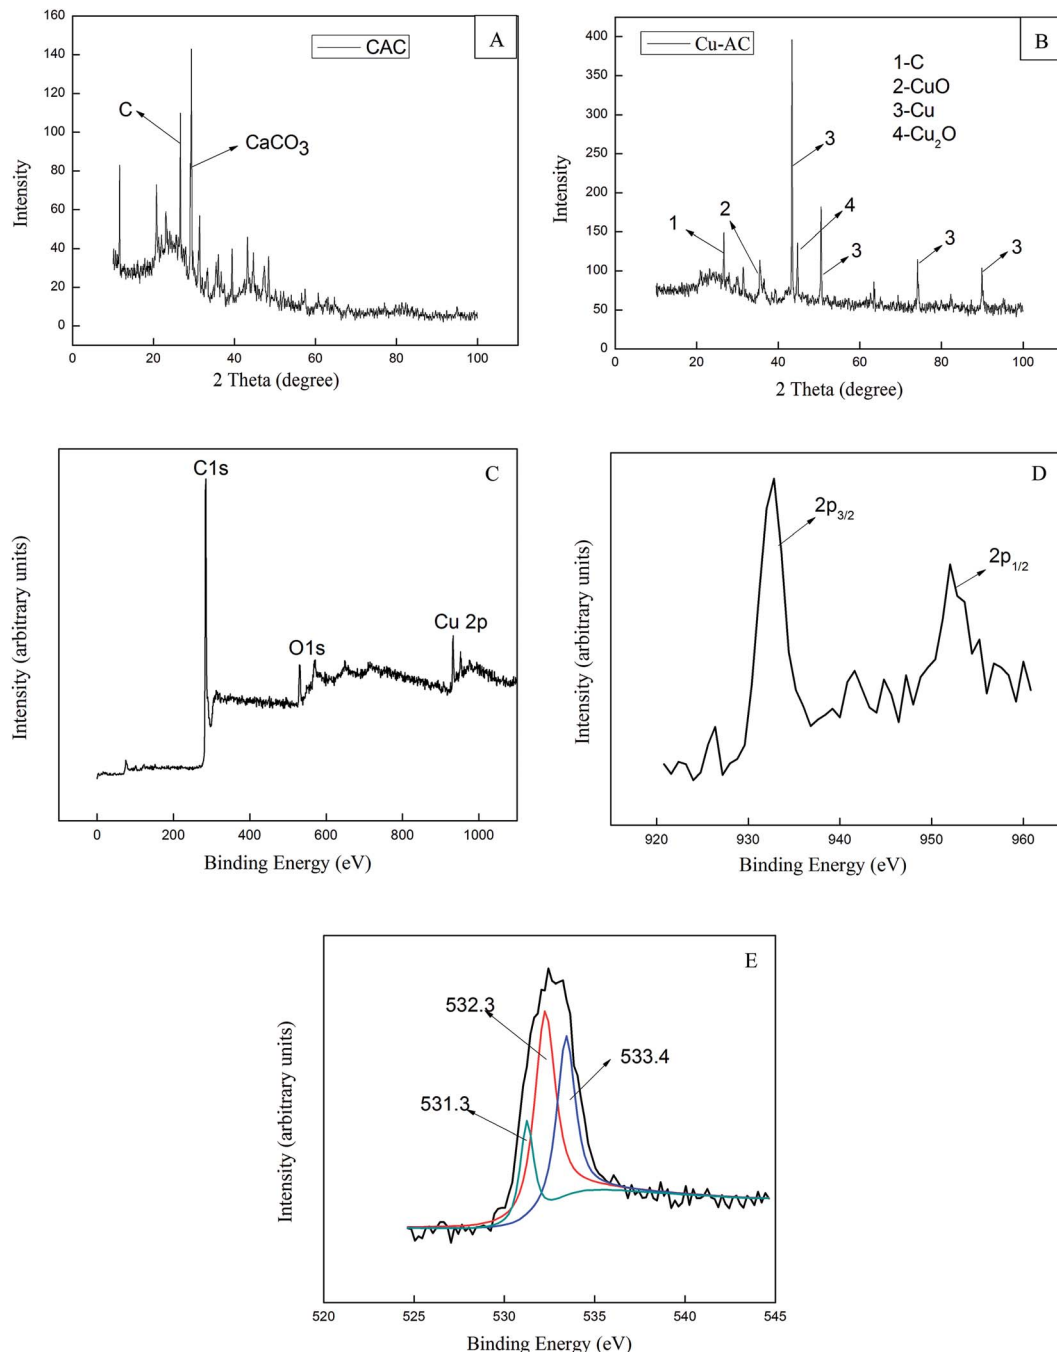 A
CAC
C
CaCO3
160
140
120
100
80
60
40
20
0
Intensity
0 20 40 60 80 100
2 Theta (degree)
B
Cu-AC
1-C
2-CuO
3-Cu
4-Cu2O
400
350
300
250
200
150
100
50
0
Intensity
1 2 3 4 3 3 3
0 20 40 60 80 100
2 Theta (degree)
C
C1s
O1s
Cu 2p
Intensity (arbitrary units)
0 200 400 600 800 1000
Binding Energy (eV)
D
2p3/2
2p1/2
Intensity (arbitrary units)
920 930 940 950 960
Binding Energy (eV)
E
532.3
533.4
531.3
Intensity (arbitrary units)
520 525 530 535 540 545
Binding Energy (eV)